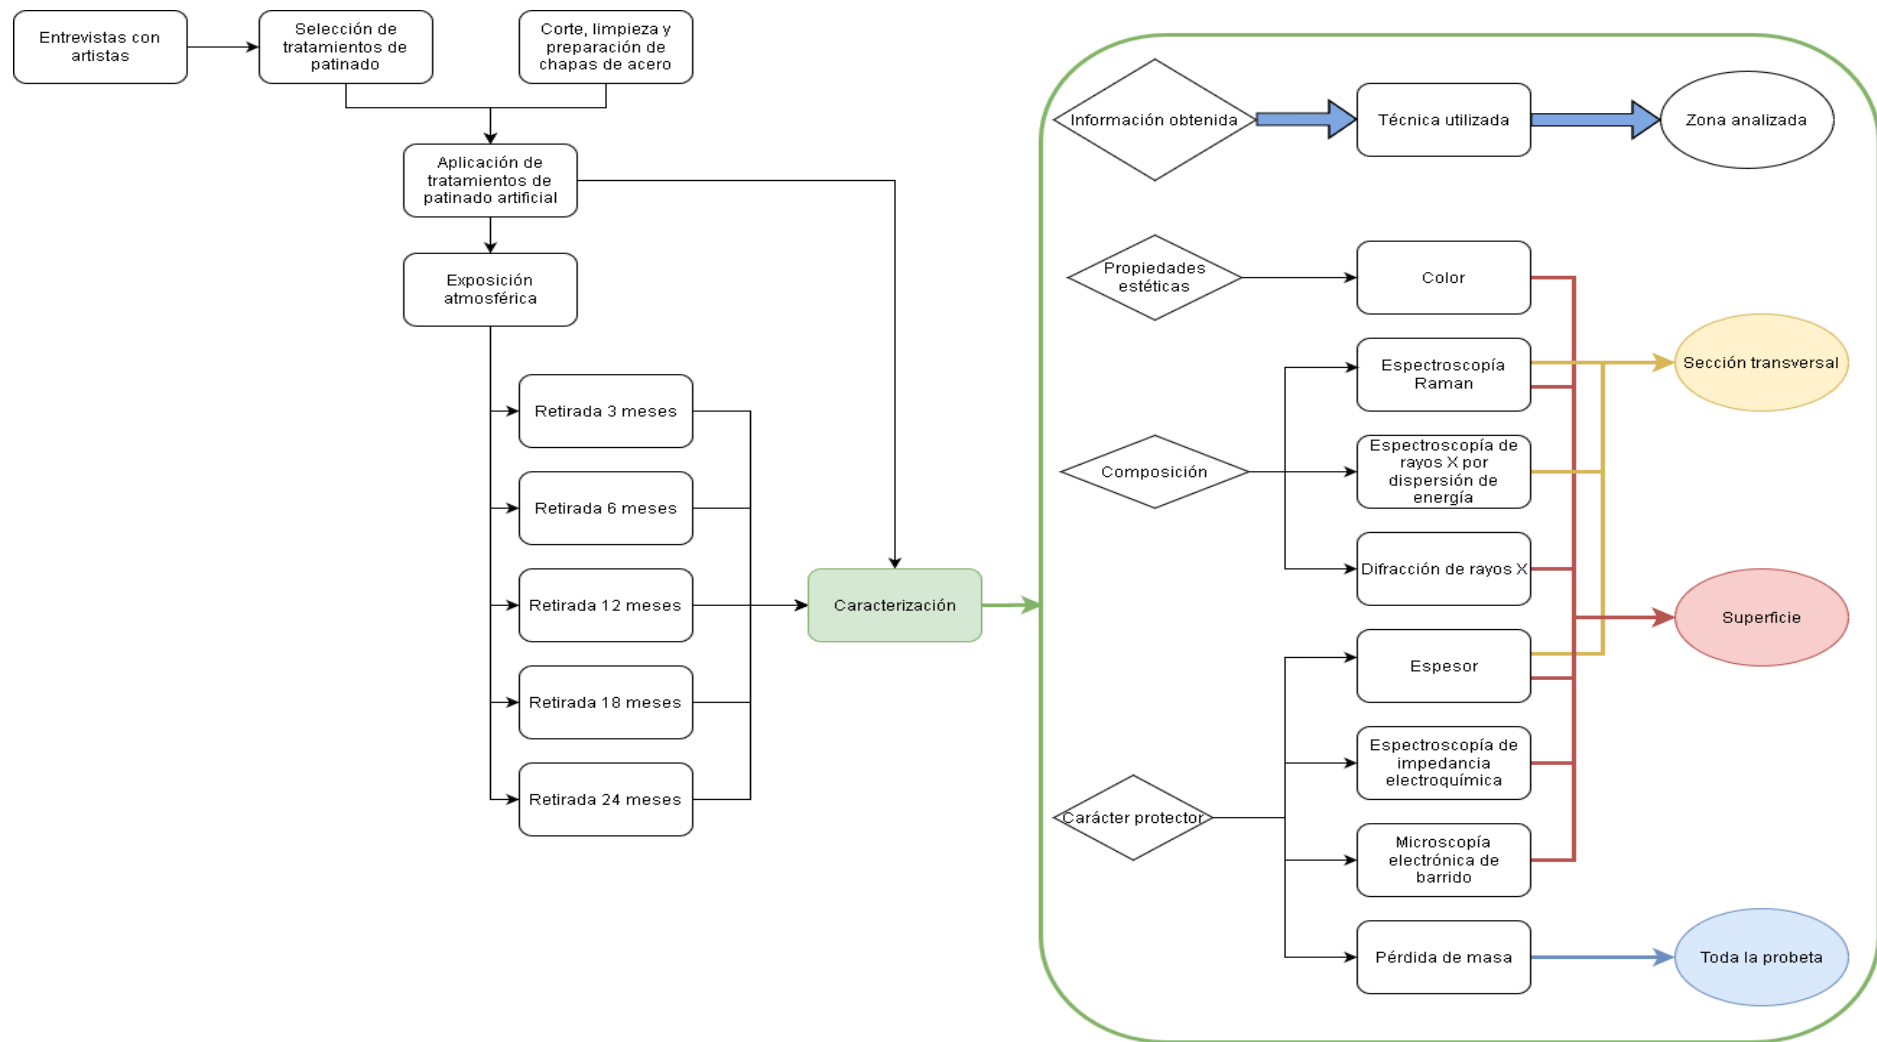 Entrevistas con
artistas
Selección de
tratamientos de
patinado
Corte, limpieza y
preparación de
chapas de acero
Aplicación de
tratamientos de
patinado artificial
Exposición
atmosférica
Retirada 3 meses
Retirada 6 meses
Retirada 12 meses
Retirada 18 meses
Retirada 24 meses
Caracterización
Información obtenida
Técnica utilizada
Zona analizada
Propiedades
estéticas
Color
Composición
Espectroscopía
Raman
Espectroscopía de
rayos X por
dispersión de
energía
Difracción de rayos X
Carácter protector
Espesor
Espectroscopía de
impedancia
electroquímica
Microscopía
electrónica de
barrido
Pérdida de masa
Sección transversal
Superficie
Toda la probeta